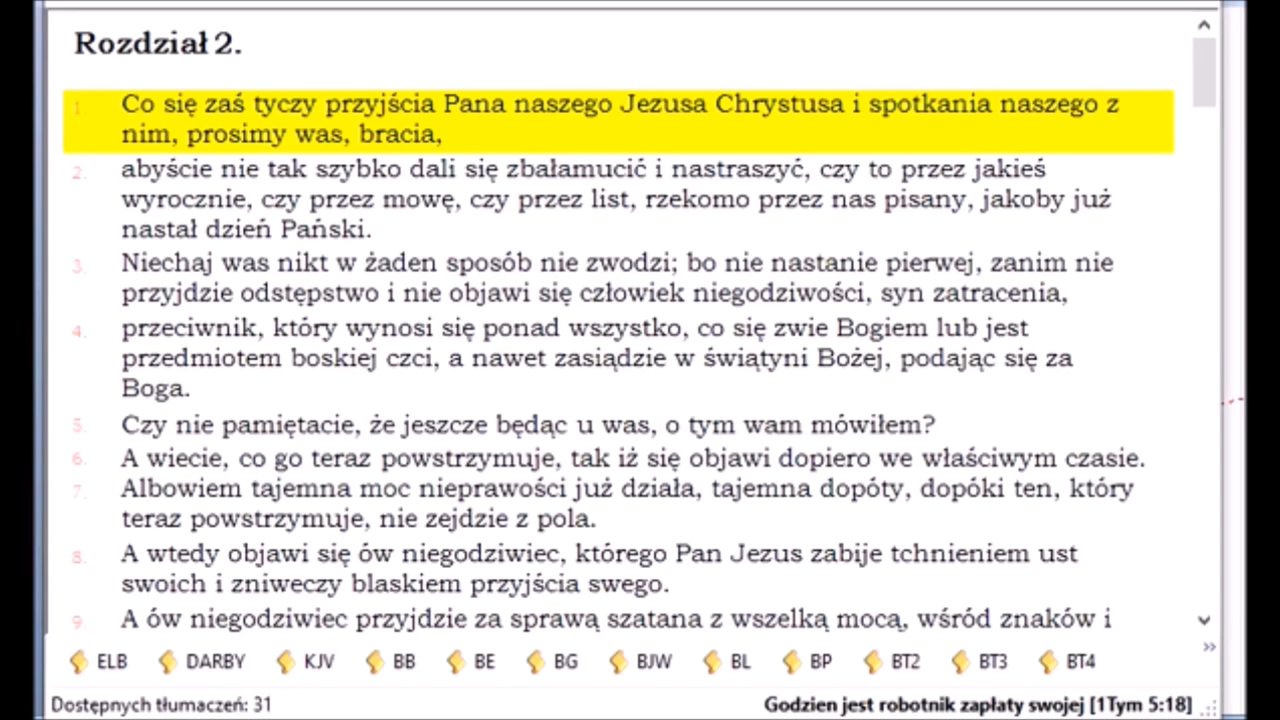 Rozdział 2.
1 Co się zaś tyczy przyjścia Pana naszego Jezusa Chrystusa i spotkania naszego z
nim, prosimy was, bracia,
2. abyście nie tak szybko dali się zbałamucić i nastraszyć, czy to przez jakieś
wyrocznie, czy przez mowę, czy przez list, rzekomo przez nas pisany, jakoby już
nastał dzień Pański.
3. Niechaj was nikt w żaden sposób nie zwodzi; bo nie nastanie pierwej, zanim nie
przyjdzie odstępstwo i nie objawi się człowiek niegodziwości, syn zatracenia,
4. przeciwnik, który wynosi się ponad wszystko, co się zwie Bogiem lub jest
przedmiotem boskiej czci, a nawet zasiądzie w świątyni Bożej, podając się za
Boga.
5. Czy nie pamiętacie, że jeszcze będąc u was, o tym wam mówiłem?
6. A wiecie, co go teraz powstrzymuje, tak iż się objawi dopiero we właściwym czasie.
7. Albowiem tajemna moc nieprawości już działa, tajemna dopóty, dopóki ten, który
teraz powstrzymuje, nie zejdzie z pola.
8. A wtedy objawi się ów niegodziwiec, którego Pan Jezus zabije tchnieniem ust
swoich i zniweczy blaskiem przyjścia swego.
9. A ów niegodziwiec przyjdzie za sprawą szatana z wszelką mocą, wśród znaków i
ELB DARBY KJV BB BE BG BJW BL BP BT2 BT3 BT4 »
Dostępnych tłumaczeń: 31 Godzien jest robotnik zapłaty swojej [1Tym 5:18]